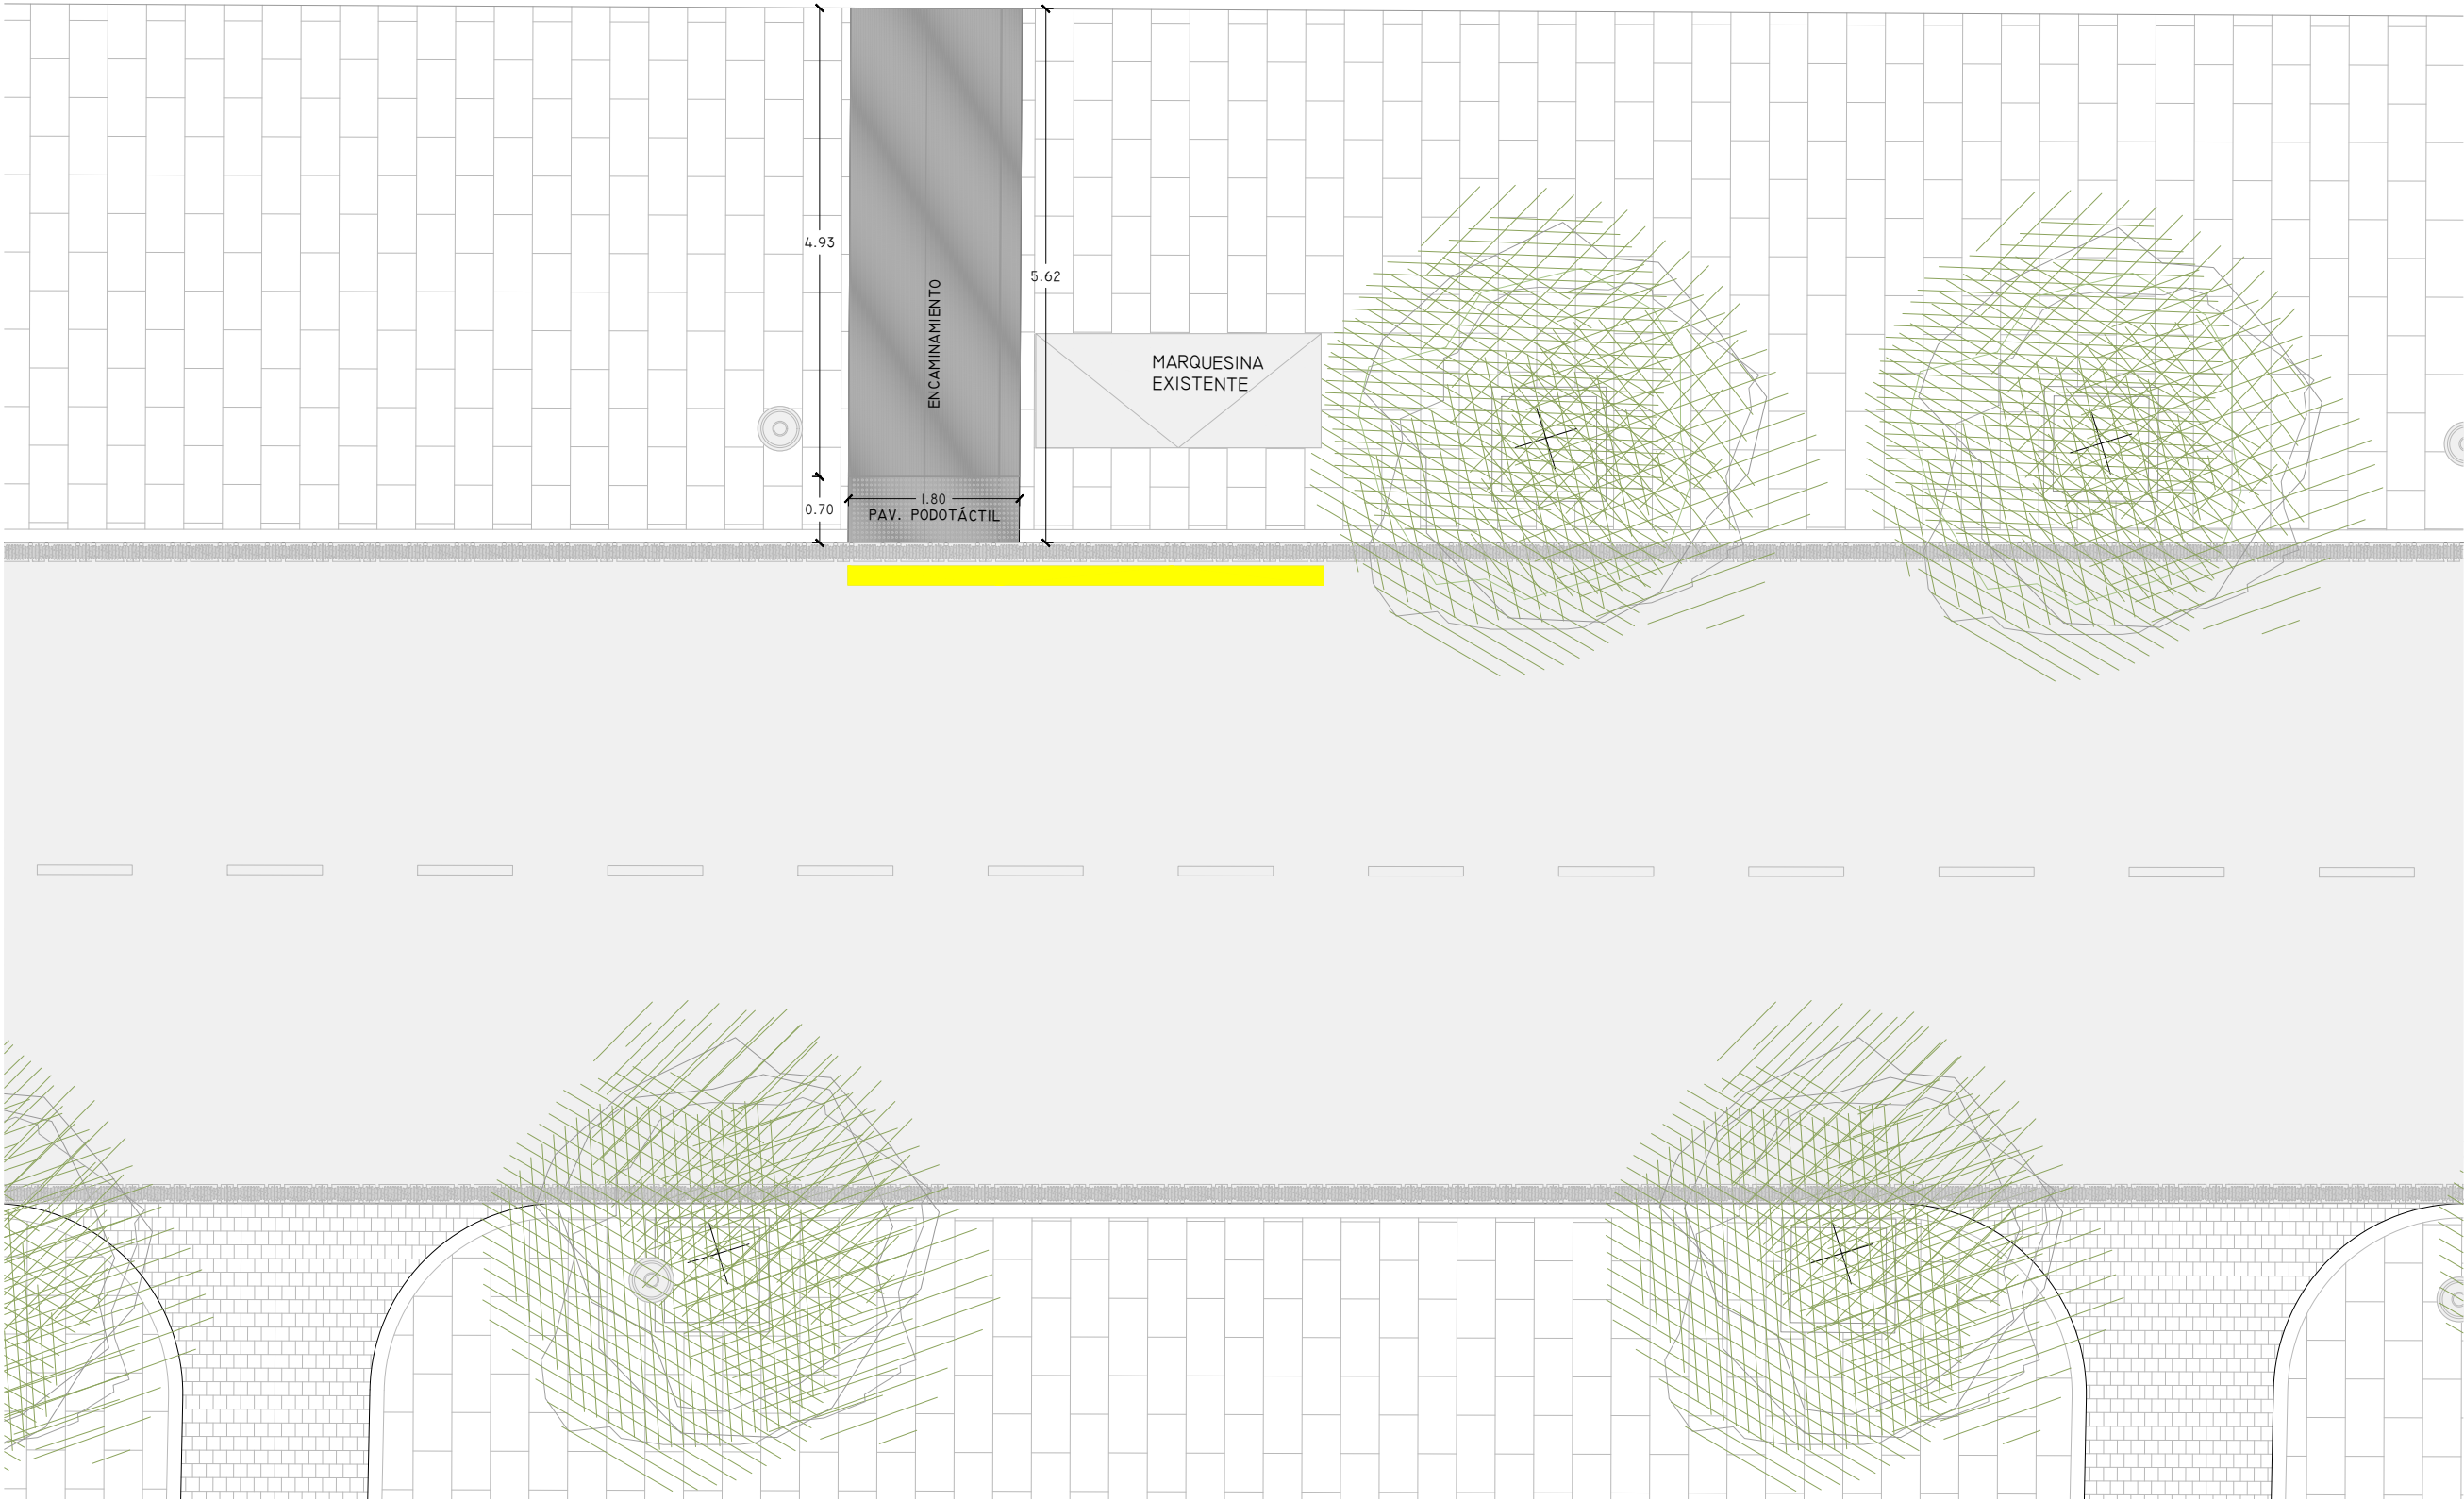 4.93
5.62
ENCAMINAMIENTO
MARQUESINA
EXISTENTE
1.80
0.70
PAV. PODOTÁCTIL